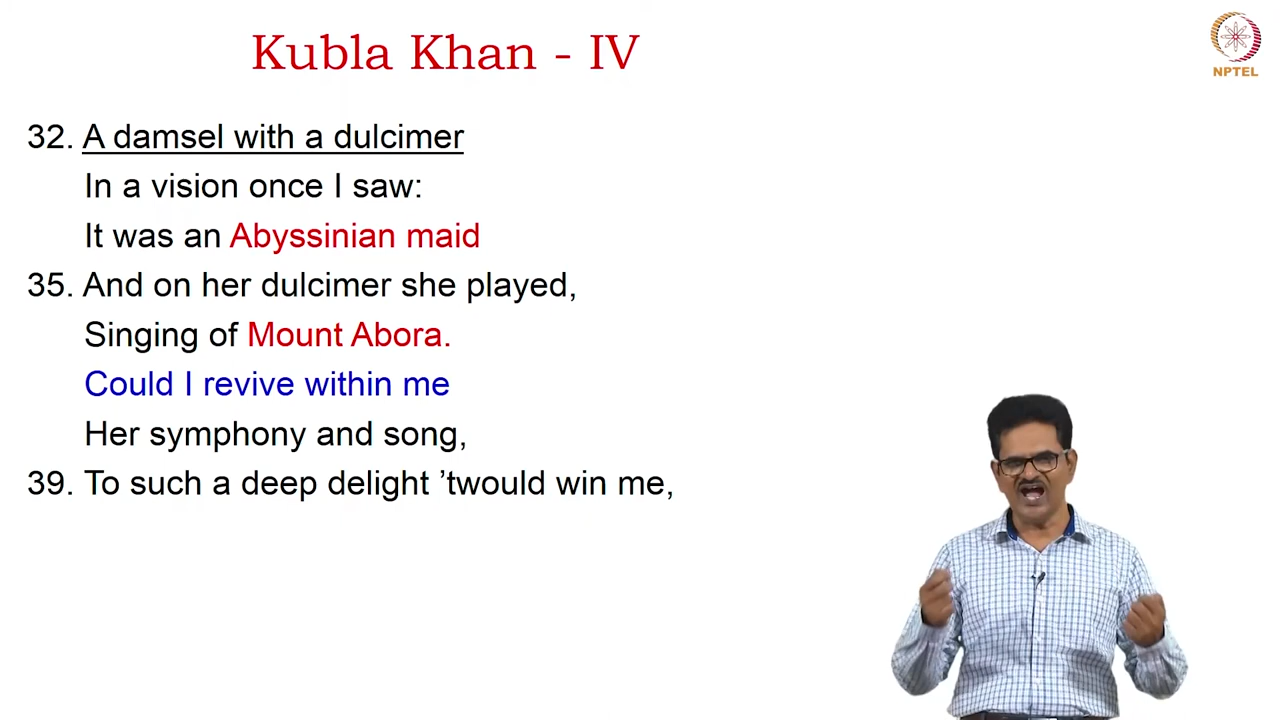 Kubla Khan - IV
NPTEL
32. A damsel with a dulcimer
In a vision once I saw:
It was an Abyssinian maid
35. And on her dulcimer she played,
Singing of Mount Abora.
Could I revive within me
Her symphony and song,
39. To such a deep delight ’twould win me,